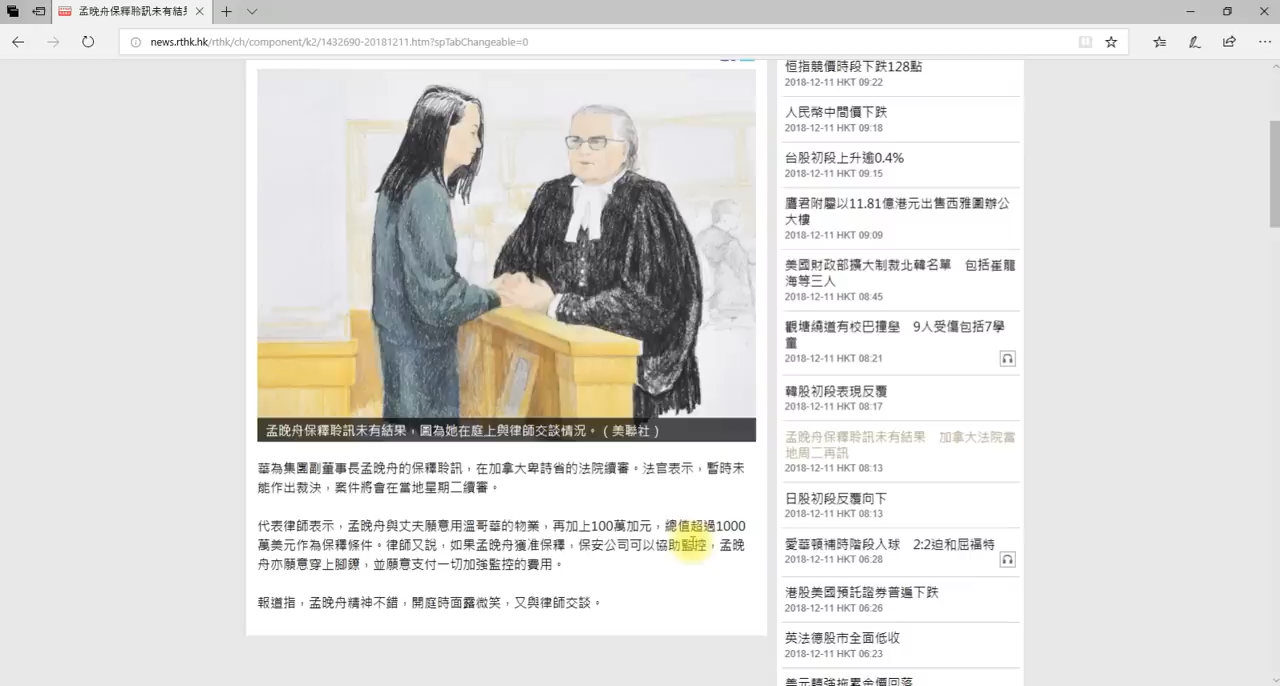 孟晚舟保釋聆訊未有結果
news.rthk.hk/rthk/ch/component/k2/1432690-20181211.htm?spTabChangeable=0
孟晚舟保釋聆訊未有結果，圖為她在庭上與律師交談情況。（美聯社）
華為集團副董事長孟晚舟的保釋聆訊，在加拿大卑詩省的法院續審。法官表示，暫時未
能作出裁決，案件將會在當地星期二續審。
代表律師表示，孟晚舟與丈夫願意用溫哥華的物業，再加上100萬加元，總值超過1000
萬美元作為保釋條件。律師又說，如果孟晚舟獲准保釋，保安公司可以協助監控，孟晚
舟亦願意穿上腳鐐，並願意支付一切加強監控的費用。
報道指，孟晚舟精神不錯，開庭時面露微笑，又與律師交談。
恒指競價時段下跌128點
2018-12-11 HKT 09:22
人民幣中間價下跌
2018-12-11 HKT 09:18
台股初段上升逾0.4%
2018-12-11 HKT 09:15
鷹君附屬以11.81億港元出售西雅圖辦公
大樓
2018-12-11 HKT 09:09
美國財政部擴大制裁北韓名單　包括崔龍
海等三人
2018-12-11 HKT 08:45
觀塘繞道有校巴撞壆　9人受傷包括7學
童
2018-12-11 HKT 08:21
韓股初段表現反覆
2018-12-11 HKT 08:17
孟晚舟保釋聆訊未有結果　加拿大法院當
地周二再訊
2018-12-11 HKT 08:13
日股初段反覆向下
2018-12-11 HKT 08:13
愛華頓補時階段入球　2:2迫和屈福特
2018-12-11 HKT 06:28
港股美國預託證券普遍下跌
2018-12-11 HKT 06:26
英法德股市全面低收
2018-12-11 HKT 06:23
美元轉強拖累金價回落